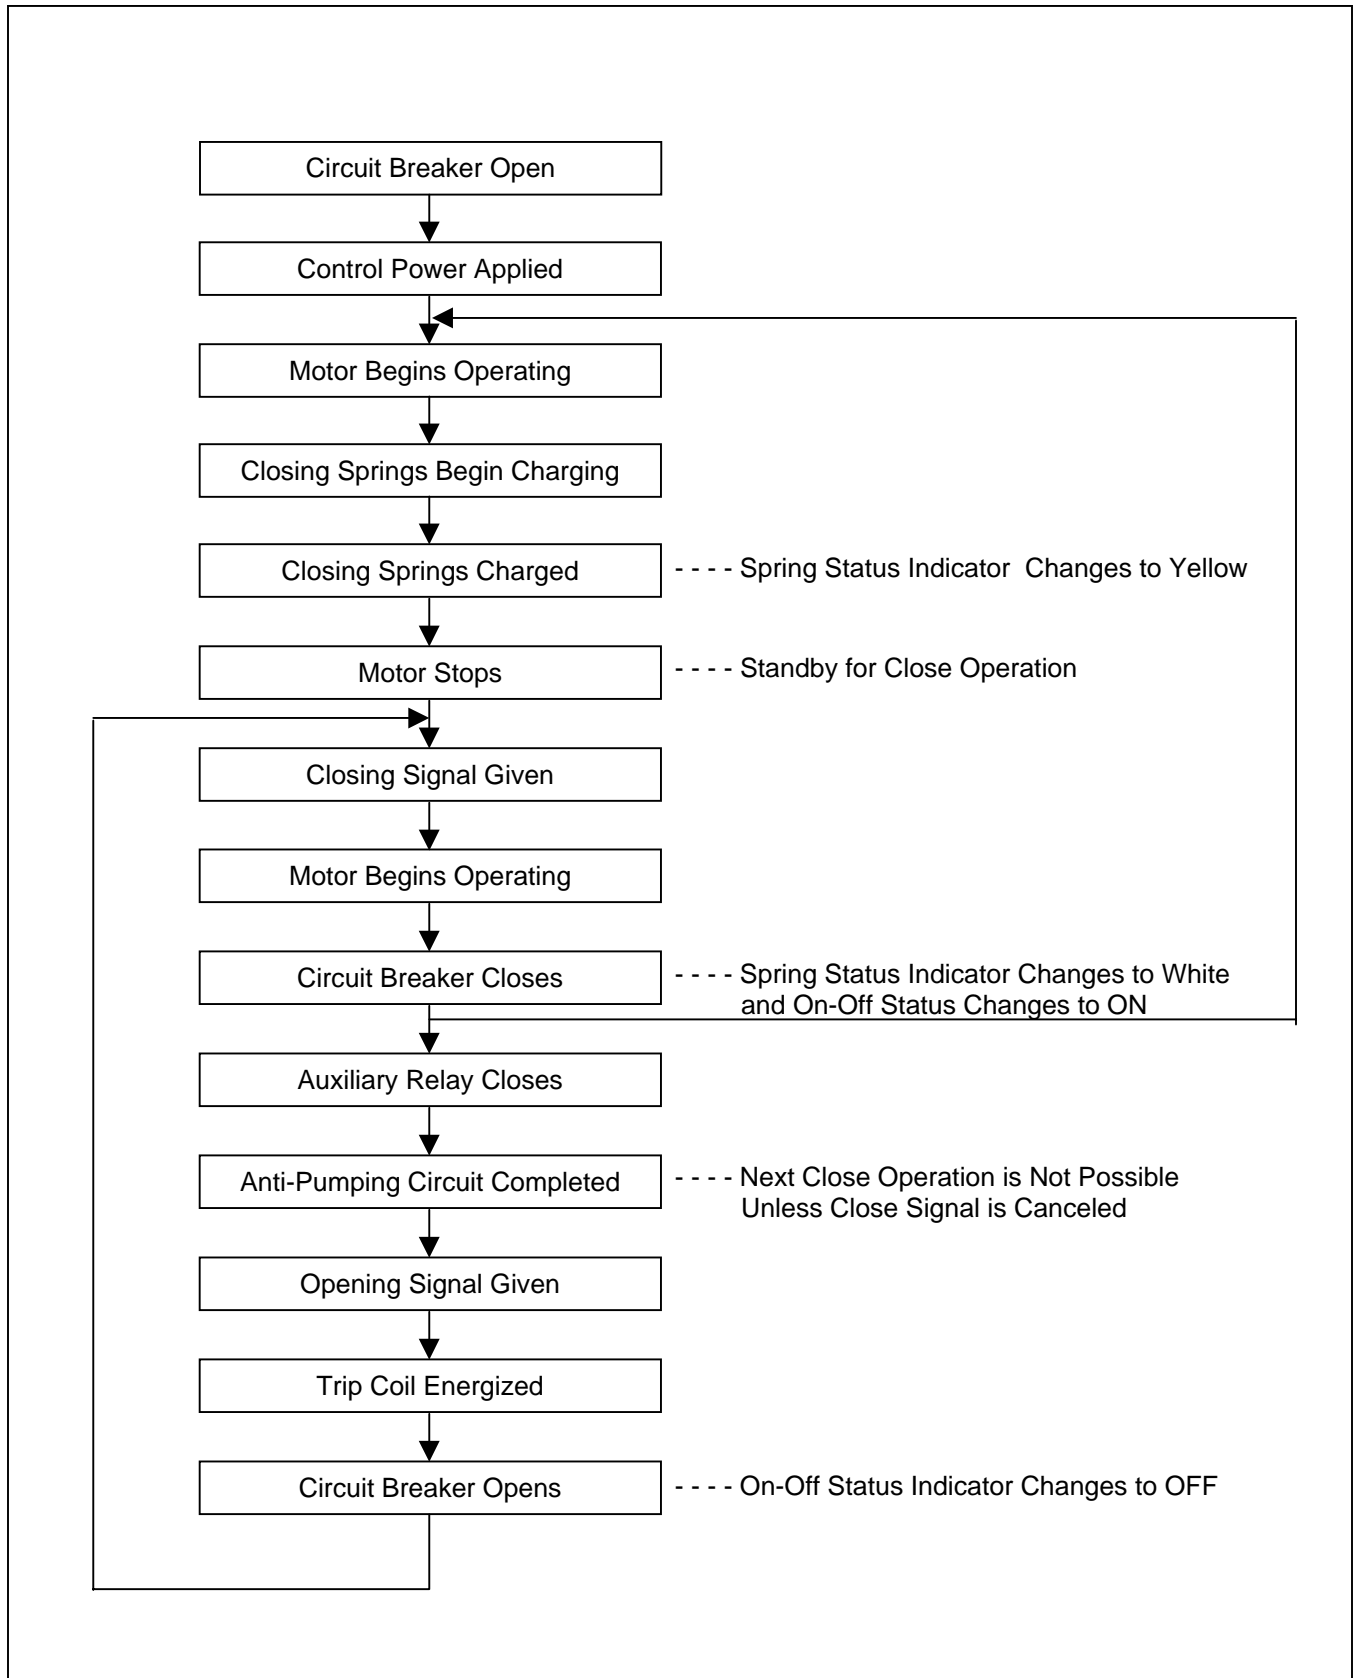 Circuit Breaker Open
Control Power Applied
Motor Begins Operating
Closing Springs Begin Charging
Closing Springs Charged - - - - Spring Status Indicator  Changes to Yellow
Motor Stops - - - - Standby for Close Operation
Closing Signal Given
Motor Begins Operating
Circuit Breaker Closes - - - - Spring Status Indicator Changes to White
and On-Off Status Changes to ON
Auxiliary Relay Closes
Anti-Pumping Circuit Completed - - - - Next Close Operation is Not Possible
Unless Close Signal is Canceled
Opening Signal Given
Trip Coil Energized
Circuit Breaker Opens - - - - On-Off Status Indicator Changes to OFF